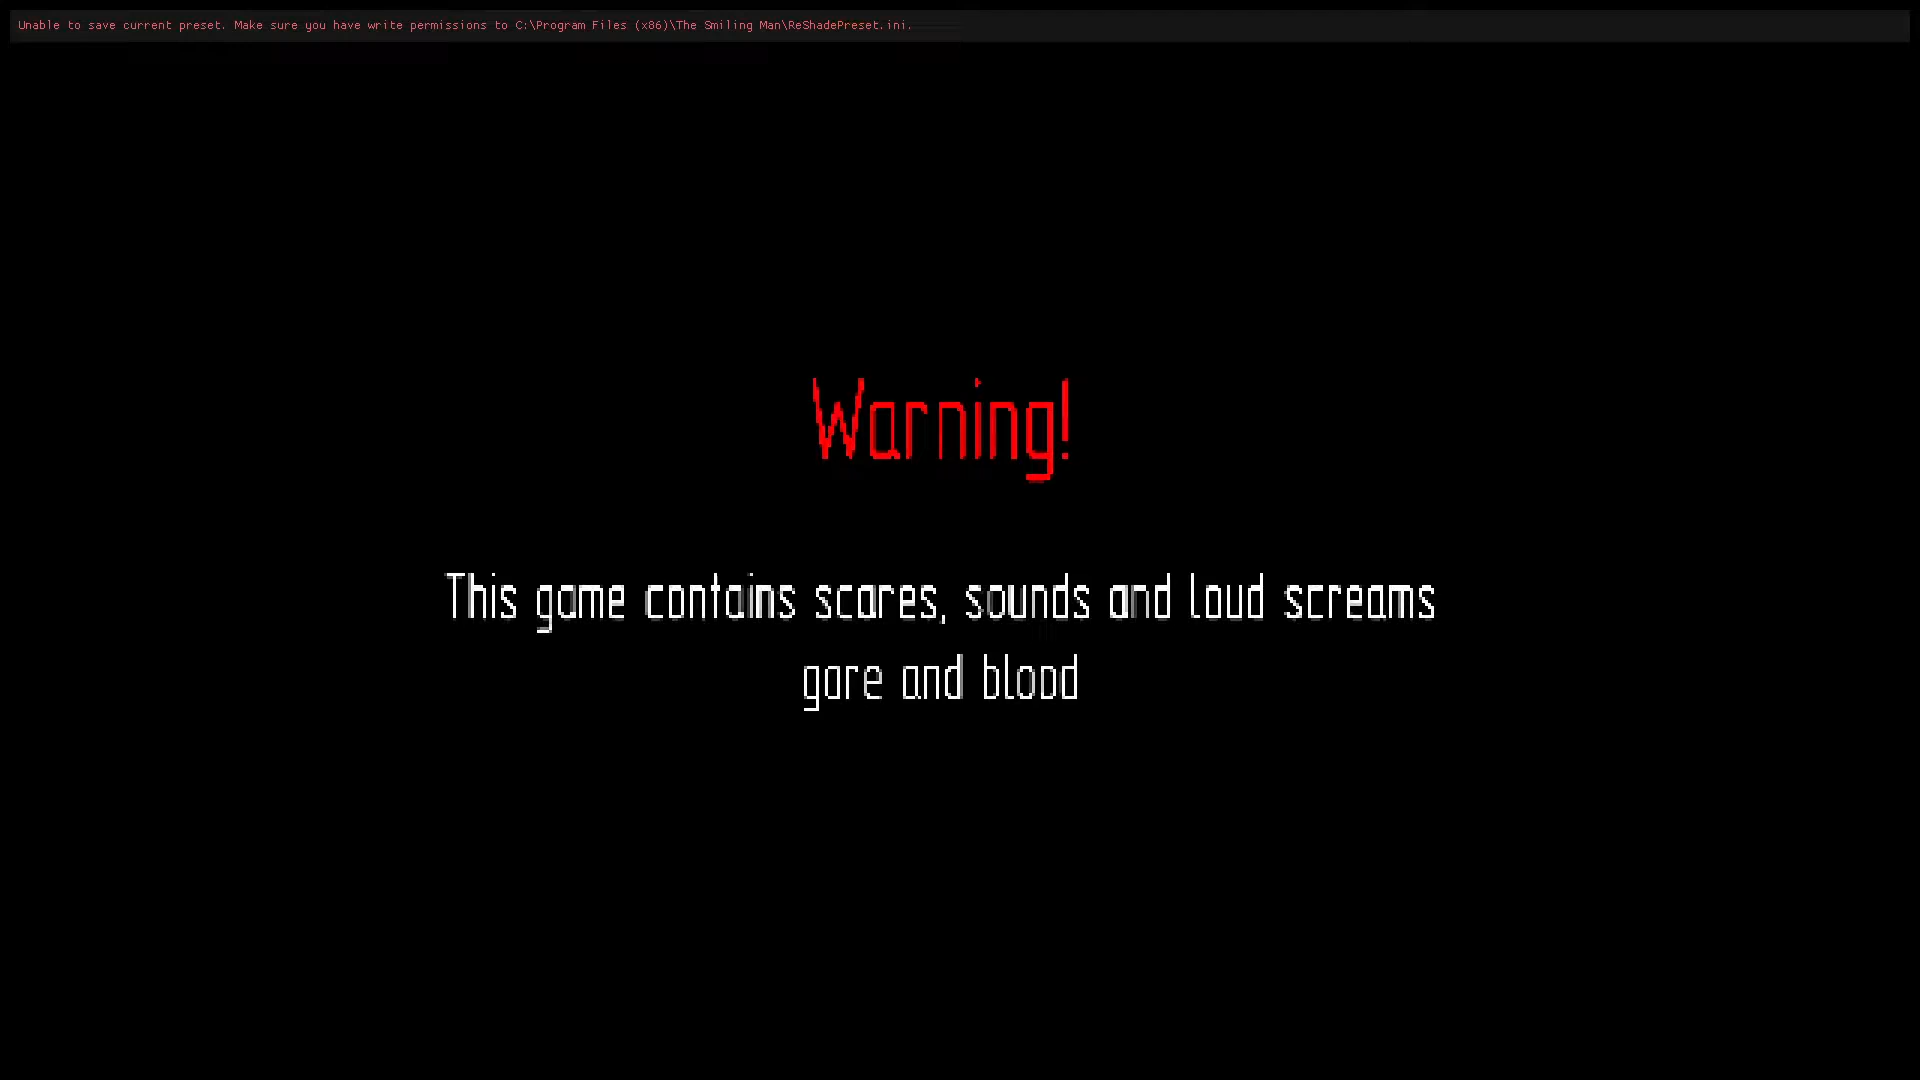 Unable to save current preset. Make sure you have write permissions to C:\Program Files (x86)\The Smiling Man\ReShadePreset.ini.
Warning!
This game contains scares, sounds and loud screams
gore and blood